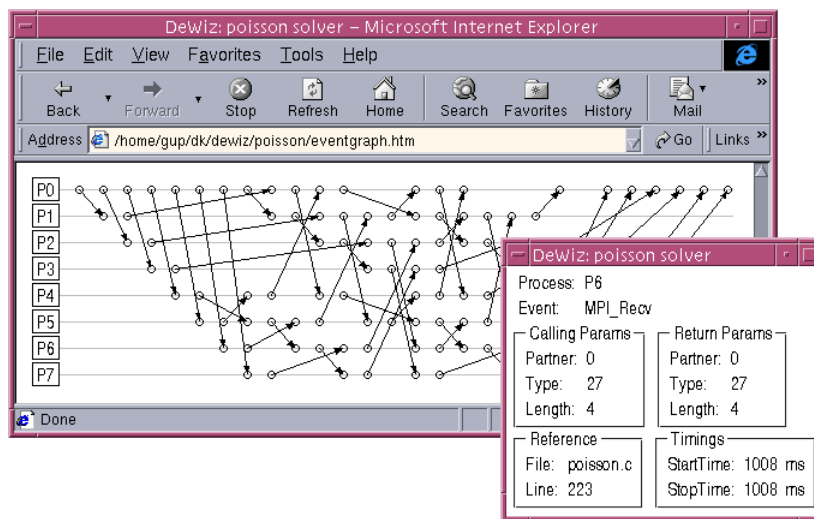 DeWiz: poisson solver – Microsoft Internet Explorer
File Edit View Favorites Tools Help
Back Forward Stop Refresh Home Search Favorites History Mail »
Address /home/gup/dk/dewiz/poisson/eventgraph.htm Go Links »
P0
P1
P2
P3
P4
P5
P6
P7
Done
DeWiz: poisson solver
Process: P6
Event: MPI_Recv
Calling Params
Partner: 0
Type: 27
Length: 4
Return Params
Partner: 0
Type: 27
Length: 4
Reference
File: poisson.c
Line: 223
Timings
StartTime: 1008 ms
StopTime: 1008 ms